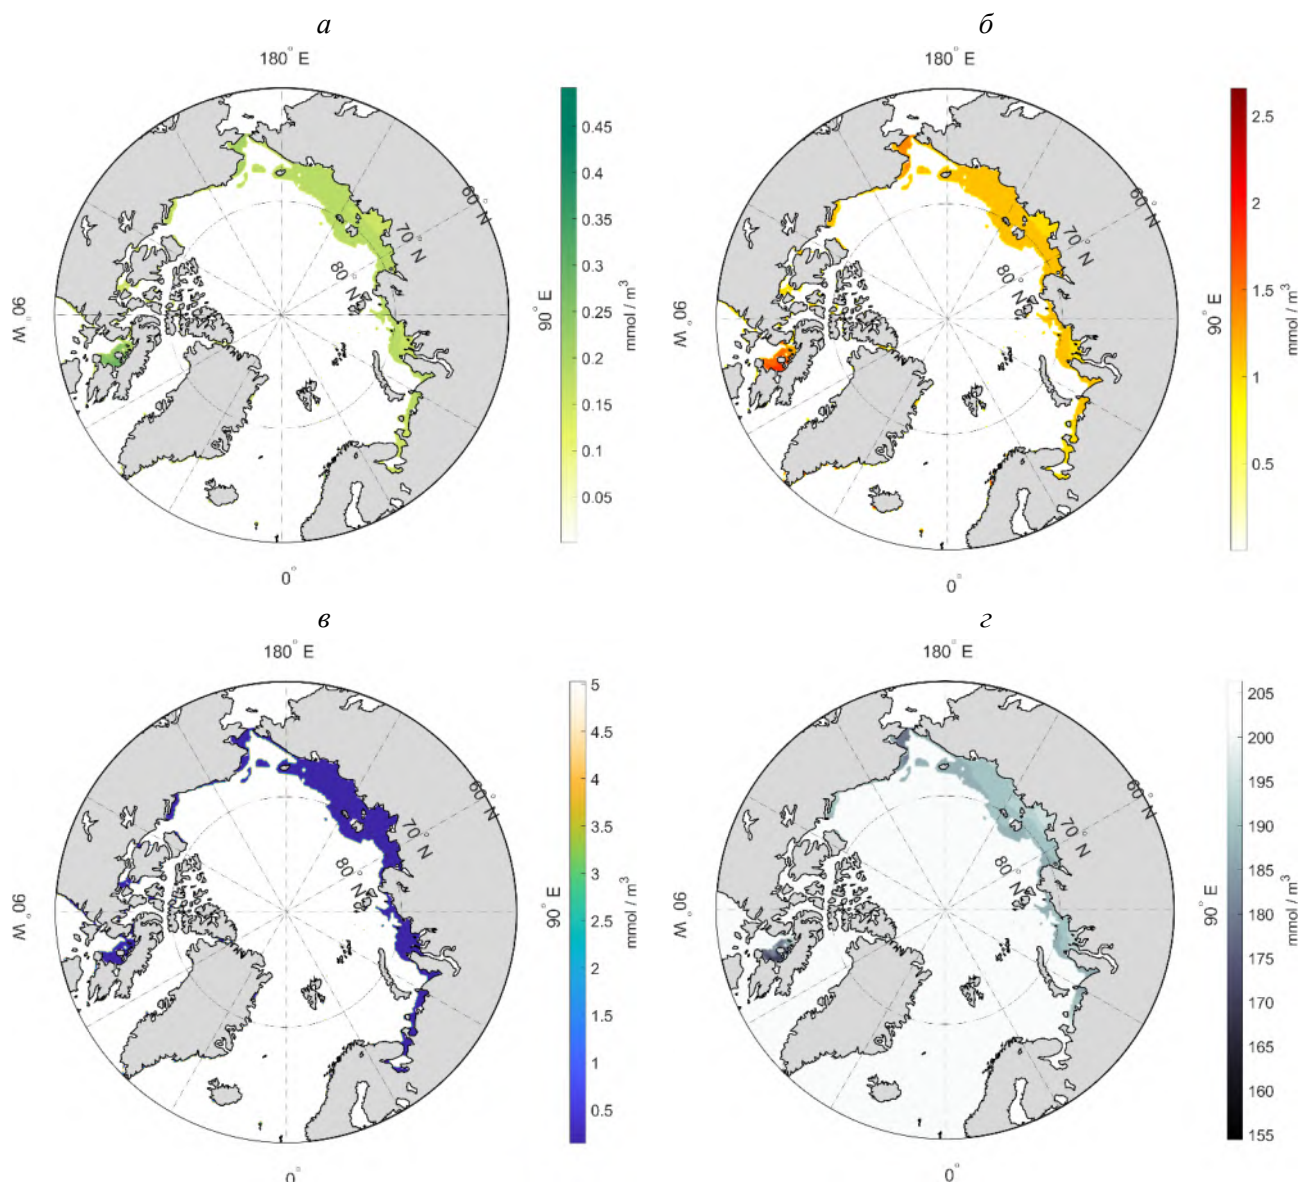 а
180° E
0.45
0.4
0.35
0.3
0.25
0.2
0.15
0.1
0.05
mmol / m³
60° N
70° N
80° N
90° W
90° E
0°
б
180° E
2.5
2
1.5
1
0.5
mmol / m³
60° N
70° N
80° N
90° W
90° E
0°
в
180° E
5
4.5
4
3.5
3
2.5
2
1.5
1
0.5
mmol / m³
60° N
70° N
80° N
90° W
90° E
0°
г
180° E
205
200
195
190
185
180
175
170
165
160
155
mmol / m³
60° N
70° N
80° N
90° W
90° E
0°